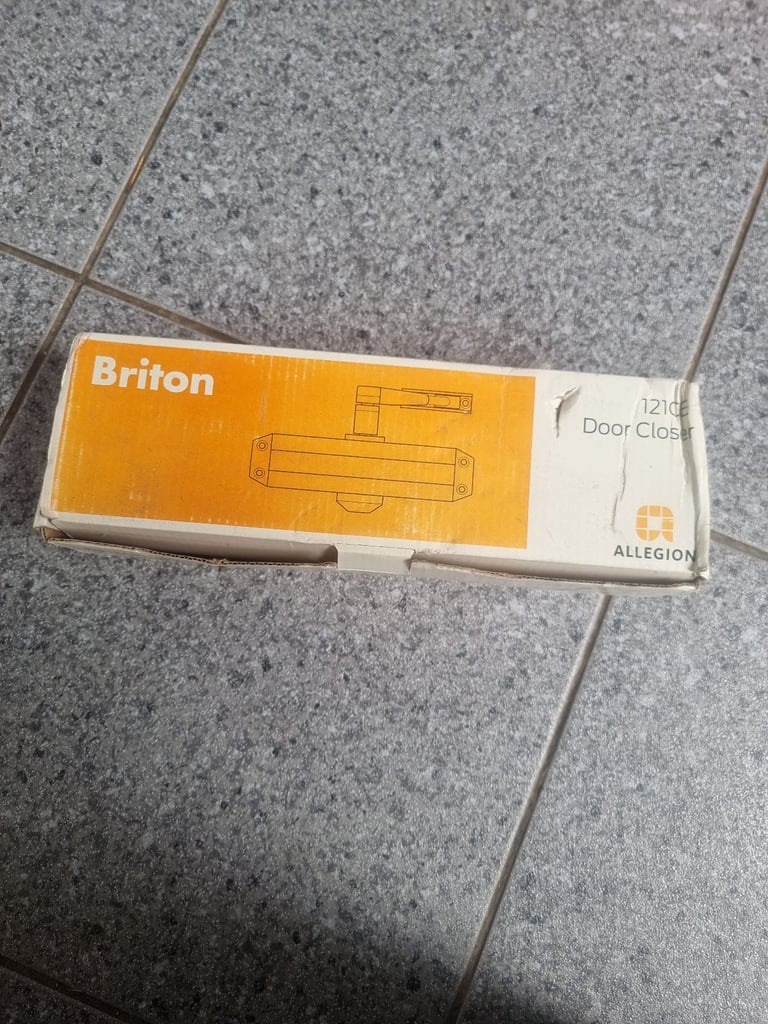 Briton
121CE
Door Closer
ALLEGION